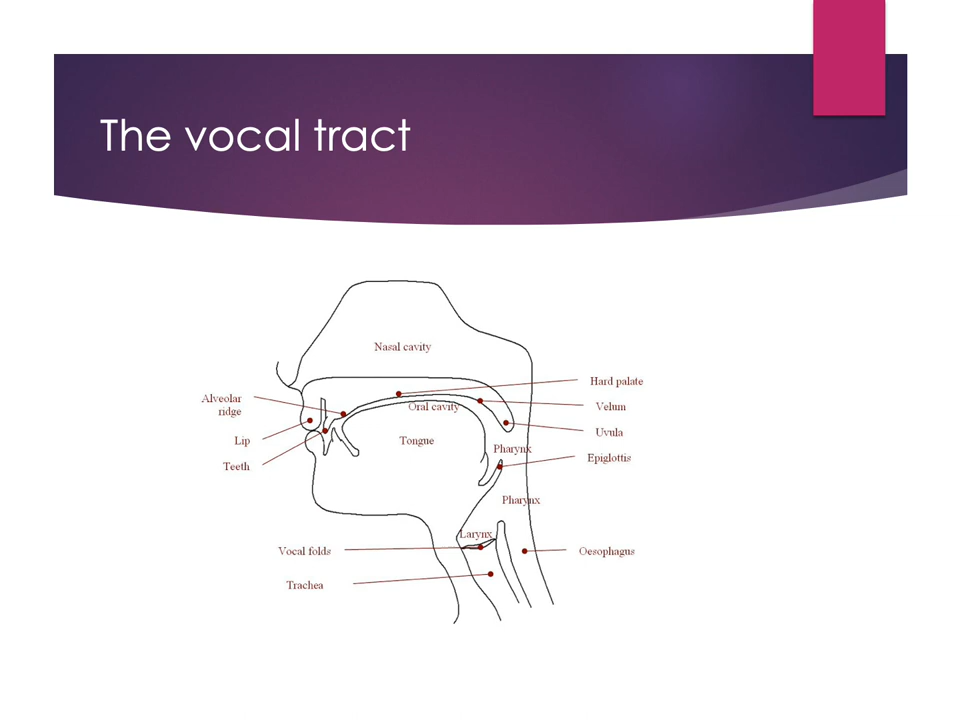 The vocal tract
Nasal cavity
Hard palate
Alveolar
ridge
Oral cavity
Velum
Lip
Tongue
Uvula
Teeth
Pharynx
Epiglottis
Pharynx
Larynx
Vocal folds
Oesophagus
Trachea